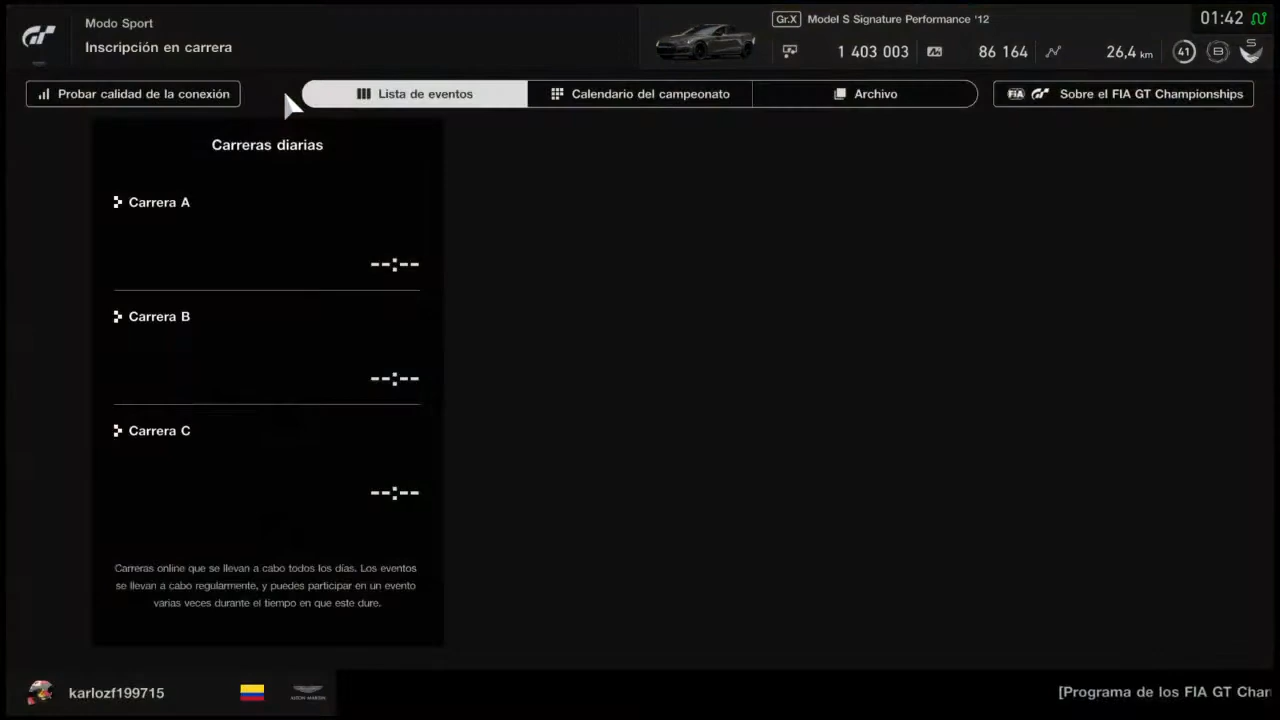 Modo Sport
Inscripción en carrera
Gr.X Model S Signature Performance '12
1 403 003
86 164
26,4 km
41
B
S
01:42
Probar calidad de la conexión
Lista de eventos
Calendario del campeonato
Archivo
FIA GT Sobre el FIA GT Championships
Carreras diarias
Carrera A
--:--
Carrera B
--:--
Carrera C
--:--
Carreras online que se llevan a cabo todos los días. Los eventos
se llevan a cabo regularmente, y puedes participar en un evento
varias veces durante el tiempo en que este dure.
karlozf199715
ASTON MARTIN
[Programa de los FIA GT Char